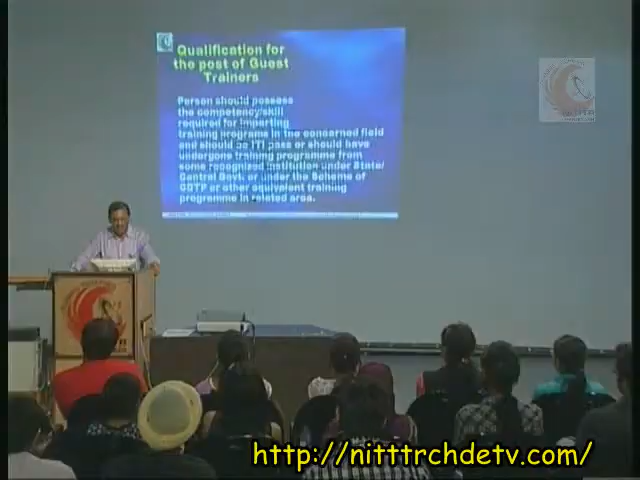 Qualification for
the post of Guest
Trainers
Person should possess
the competency/skill
required for imparting
training programs in the concerned field
and should be ITI pass or should have
undergone training programme from
some recognised institution under State/
Central Govt. or under the Scheme of
CDTP or other equivalent training
programme in related area.
http://nitttrchdetv.com/